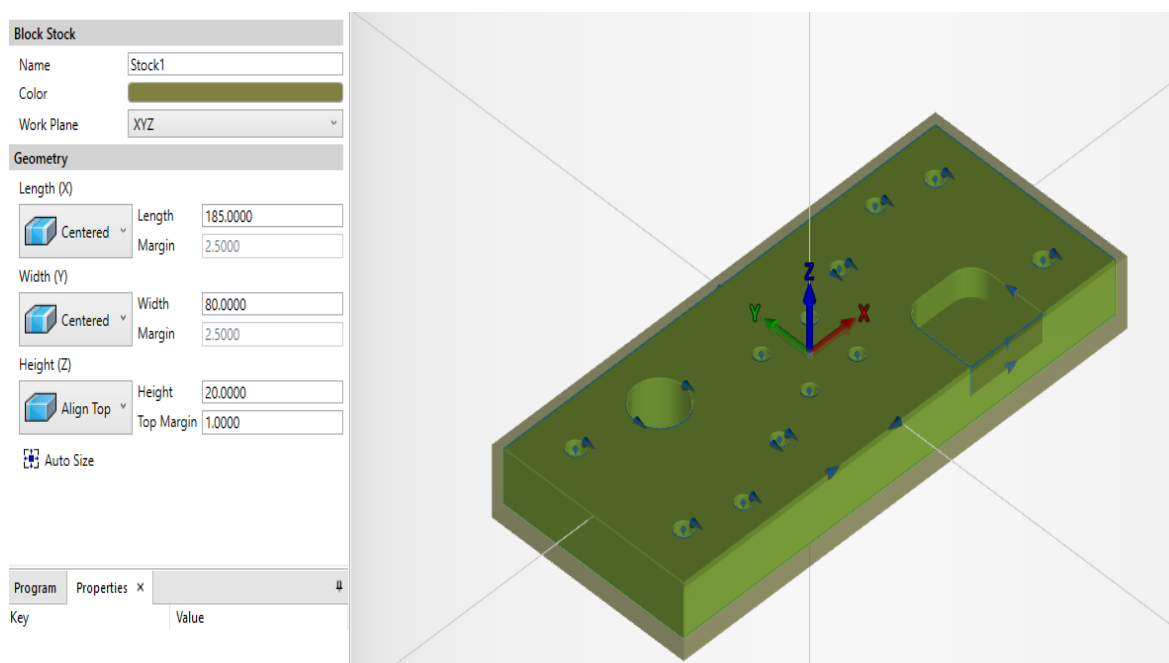 Block Stock
Name Stock1
Color
Work Plane XYZ
Geometry
Length (X)
Centered
Length 185.0000
Margin 2.5000
Width (Y)
Centered
Width 80.0000
Margin 2.5000
Height (Z)
Align Top
Height 20.0000
Top Margin 1.0000
Auto Size
Program Properties ×
Key Value
Z
Y X